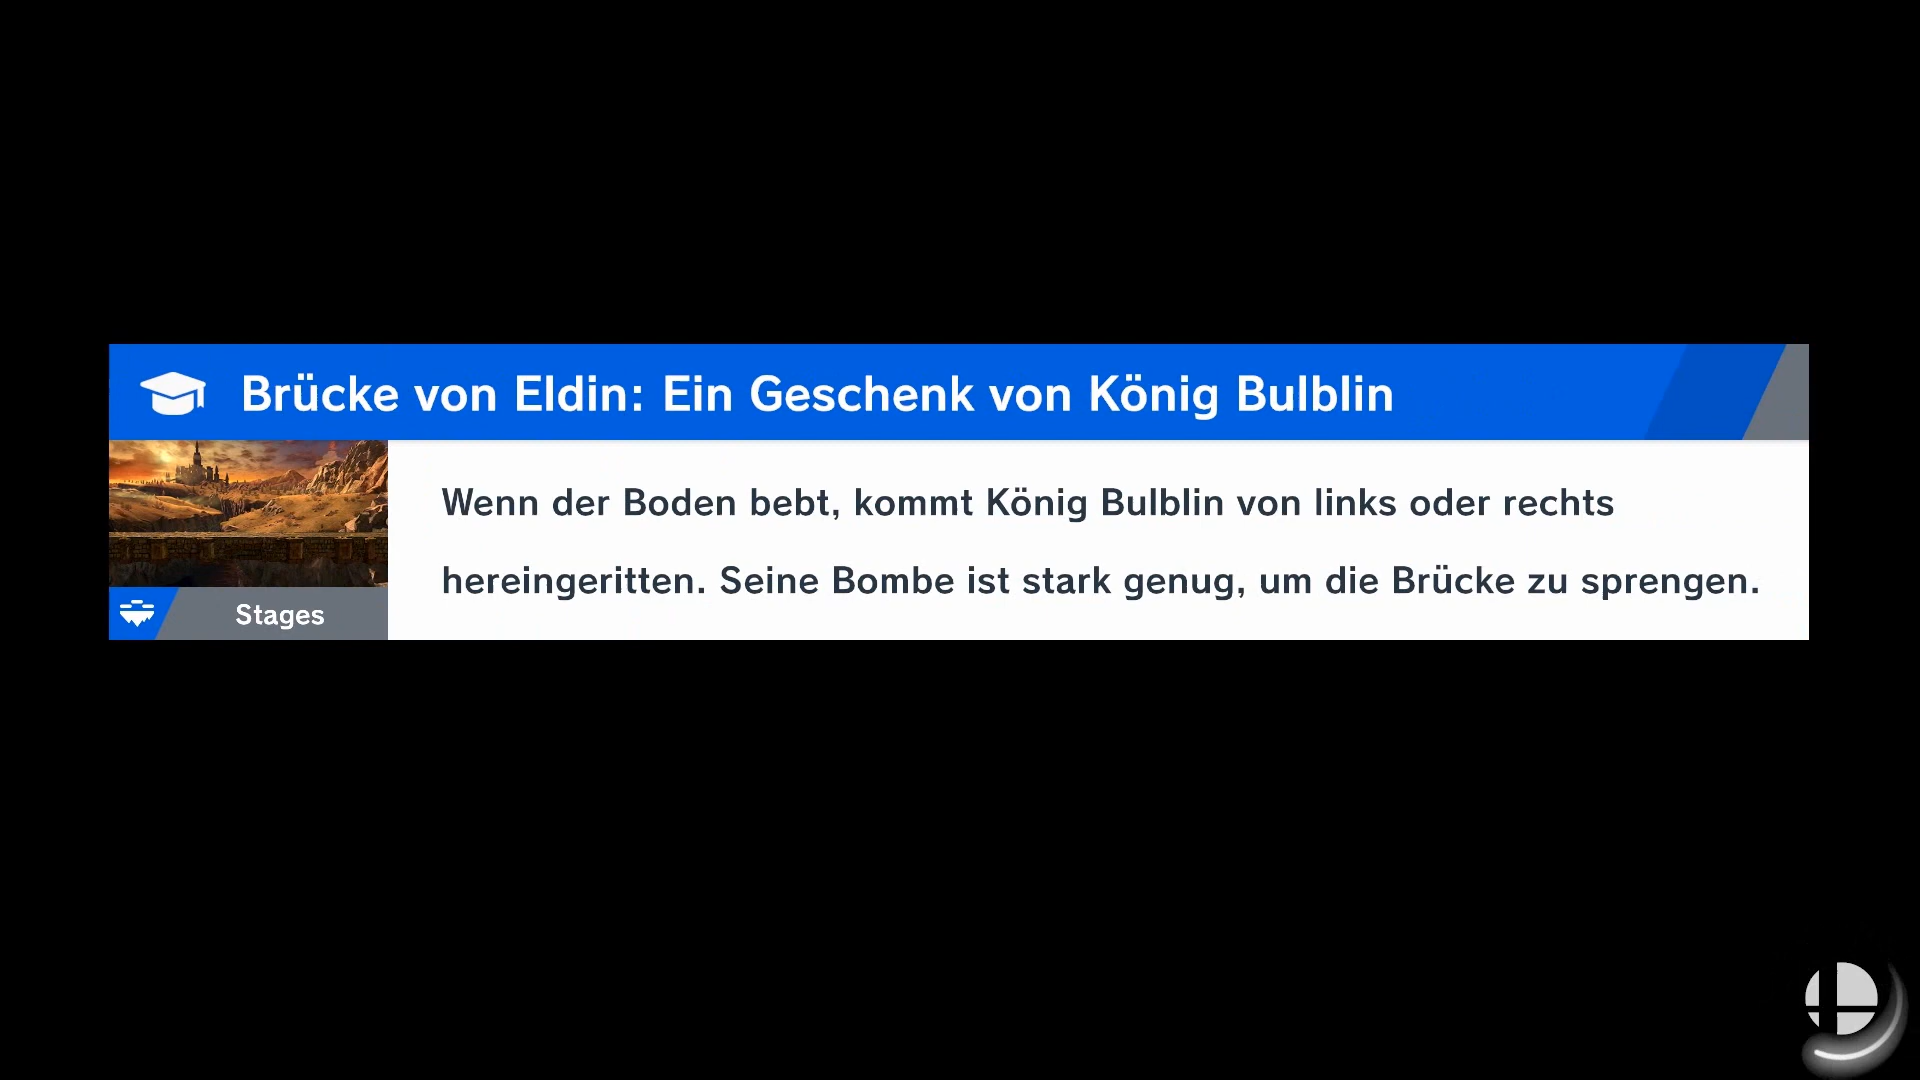 Brücke von Eldin: Ein Geschenk von König Bulblin
Wenn der Boden bebt, kommt König Bulblin von links oder rechts
hereingeritten. Seine Bombe ist stark genug, um die Brücke zu sprengen.
Stages